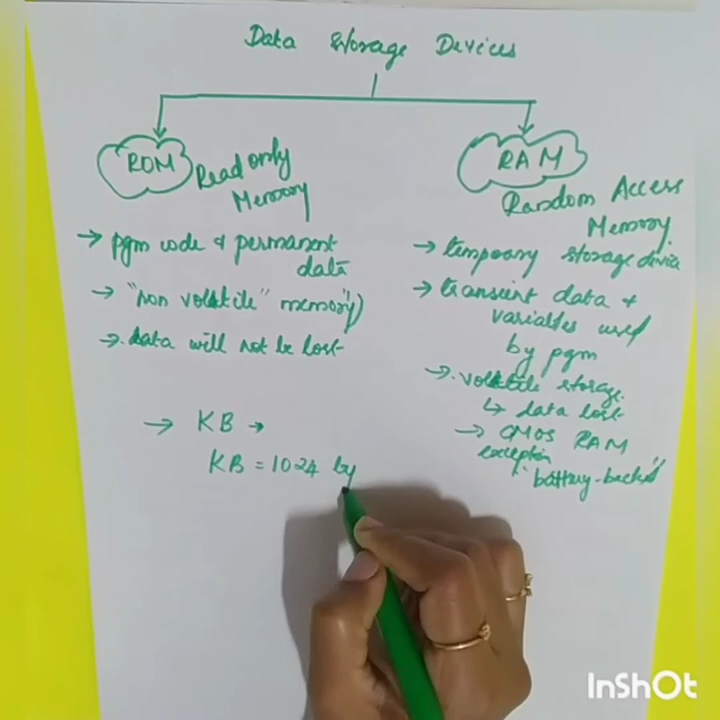 Data Storage Devices
ROM
Read only
Memory
→ pgm code & permanent
data
→ "non volatile" memory)
→ data will not be lost
→ KB →
KB = 1024 by
RAM
Random Access
Memory
→ temporary storage device
→ transient data &
variables used
by pgm
→ volatile storage
↳ data lost
→ CMOS RAM
exception
"battery-backed"
InShOt